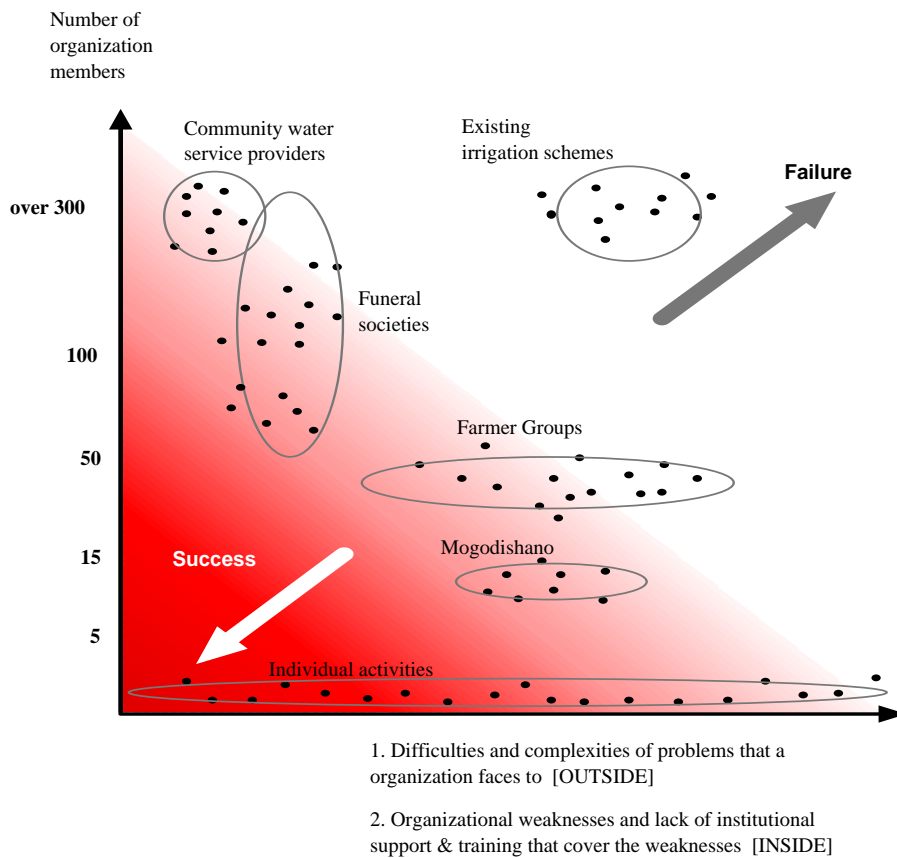 Number of
organization
members
Community water
service providers
Existing
irrigation schemes
Failure
over 300
Funeral
societies
100
Farmer Groups
50
Mogodishano
15
Success
5
Individual activities
1. Difficulties and complexities of problems that a
organization faces to [OUTSIDE]
2. Organizational weaknesses and lack of institutional
support & training that cover the weaknesses [INSIDE]